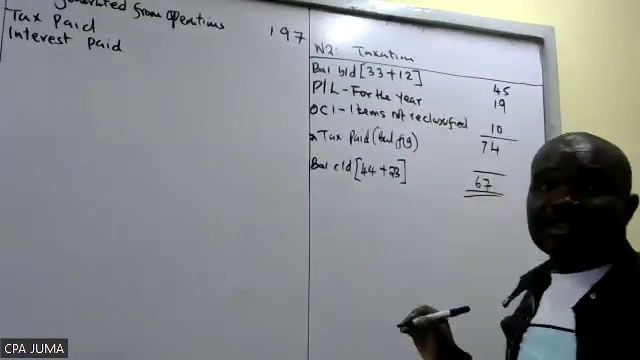 generated from operations 197
Tax Paid
Interest Paid
N2: Taxation
Bal b/d [33+12] 45
P/L - For the year 19
OCI - Items not reclassified 10
Tax Paid (bal fig) 74
Bal c/d [44+23] 67
CPA JUMA